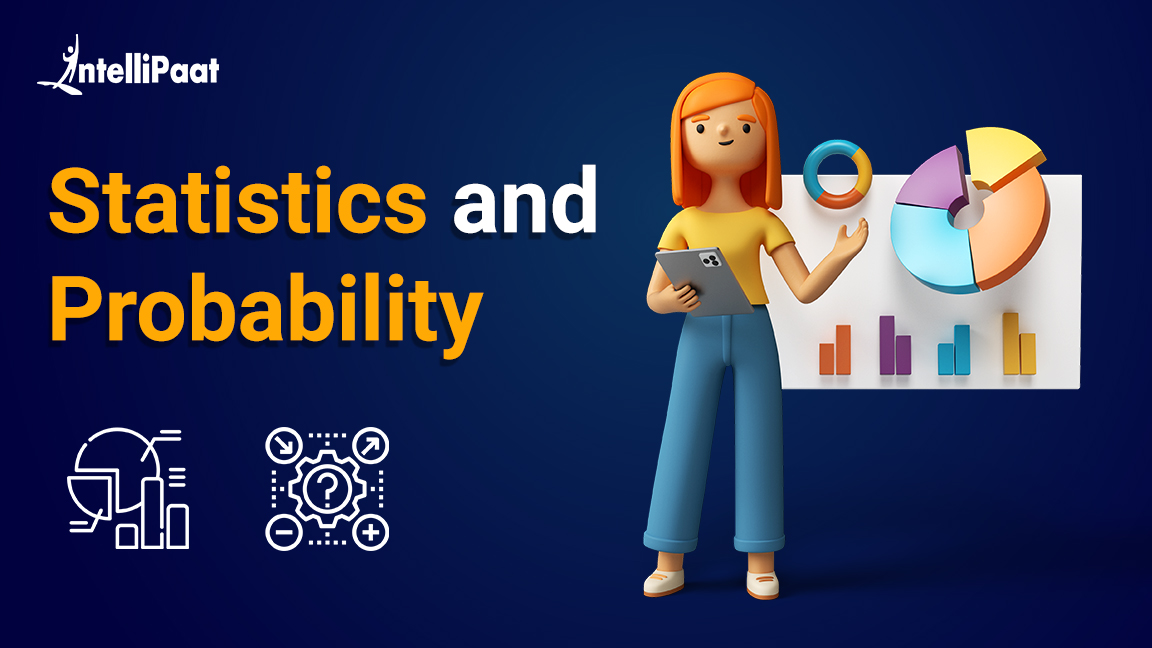 IntelliPaat
Statistics and
Probability
?